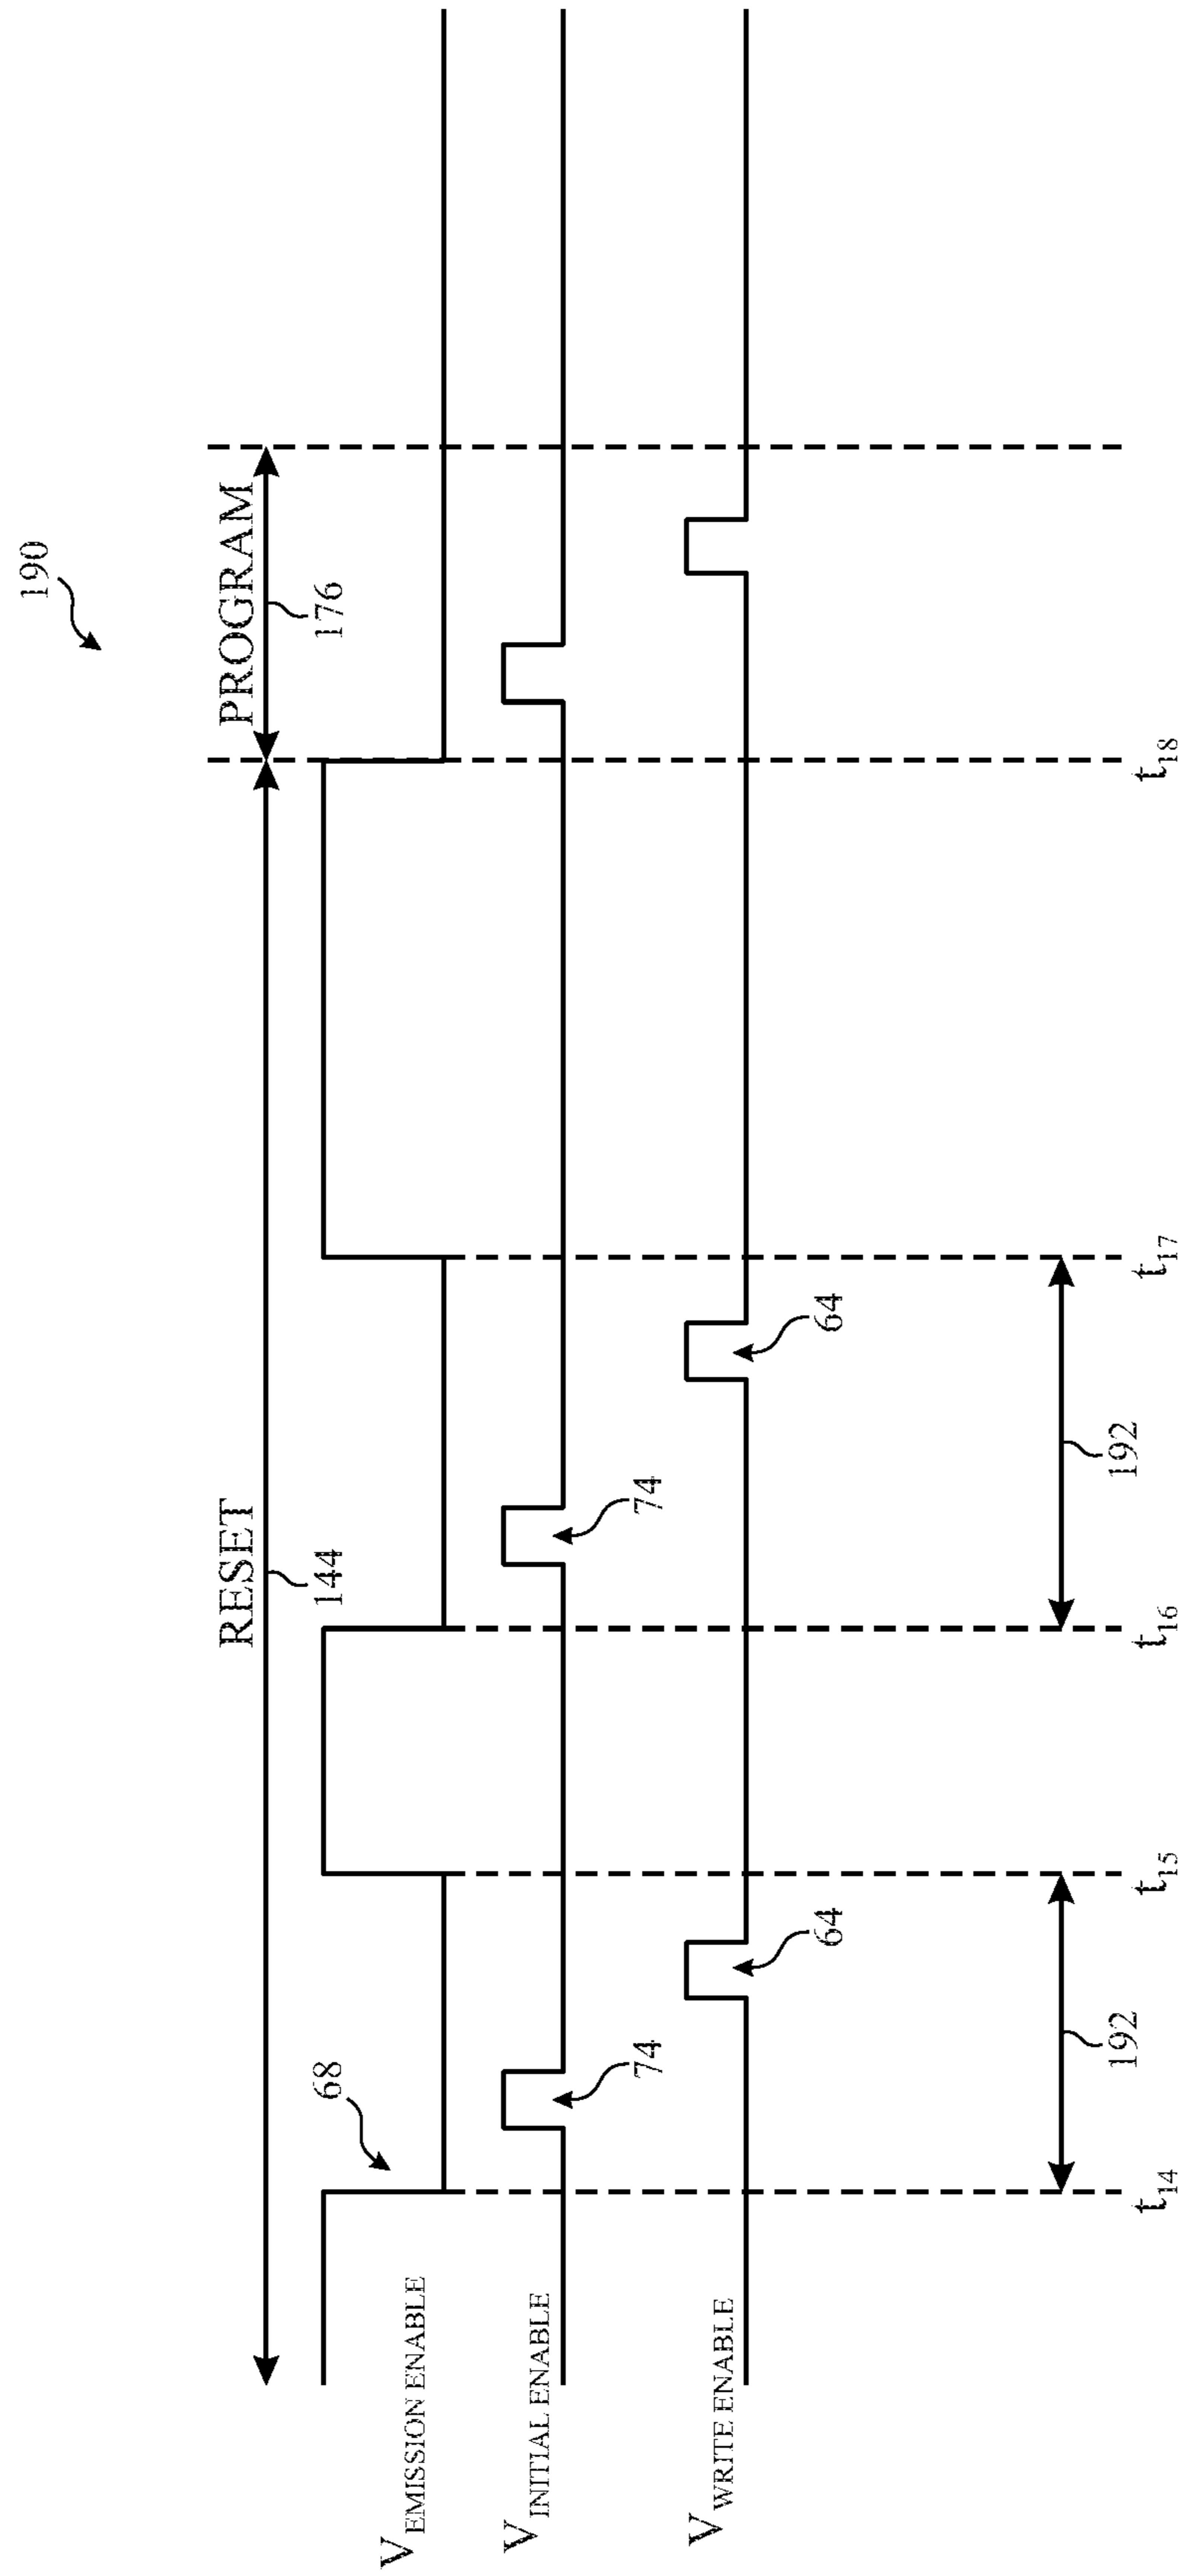 190
RESET
144
PROGRAM
176
68
V EMISSION ENABLE
V INITIAL ENABLE
74
74
V WRITE ENABLE
64
64
192
192
t14
t15
t16
t17
t18